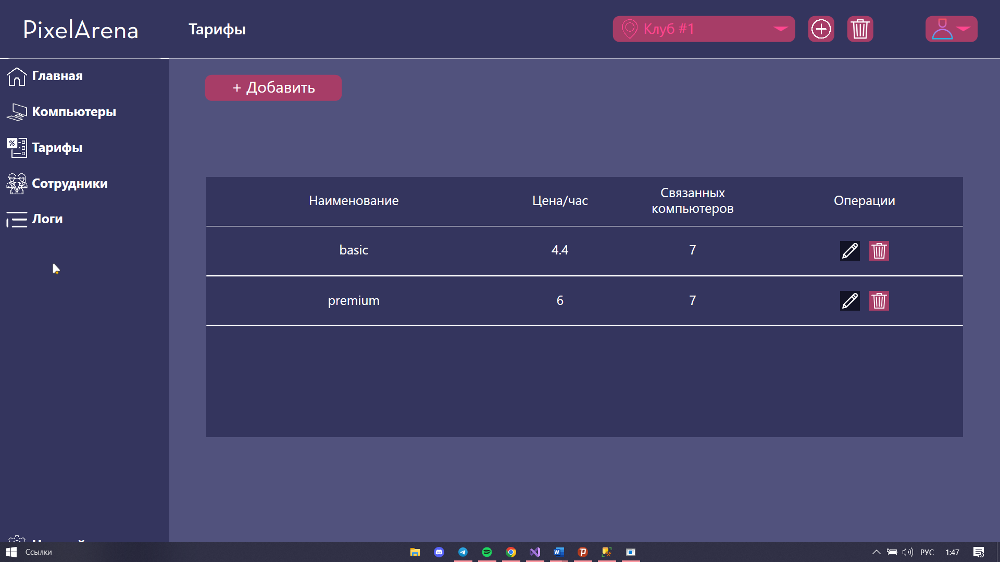 PixelArena
Тарифы
Клуб #1
Главная
Компьютеры
%
Тарифы
Сотрудники
Логи
+ Добавить
Наименование
Цена/час
Связанных
компьютеров
Операции
basic
4.4
7
premium
6
7
Ссылки
РУС
1:47